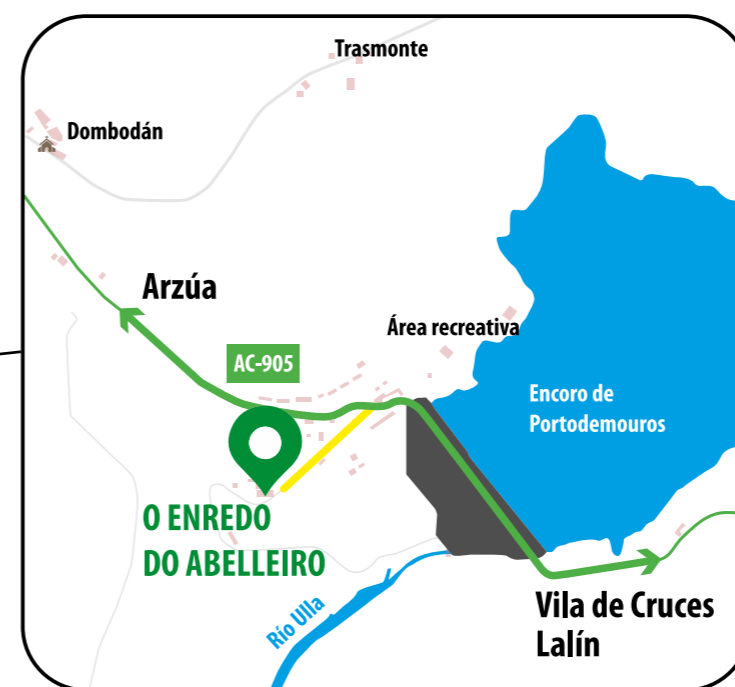 Trasmonte
Dombodán
Arzúa
Área recreativa
AC-905
Encoro de
Portodemouros
O ENREDO
DO ABELLEIRO
Río Ulla
Vila de Cruces
Lalín